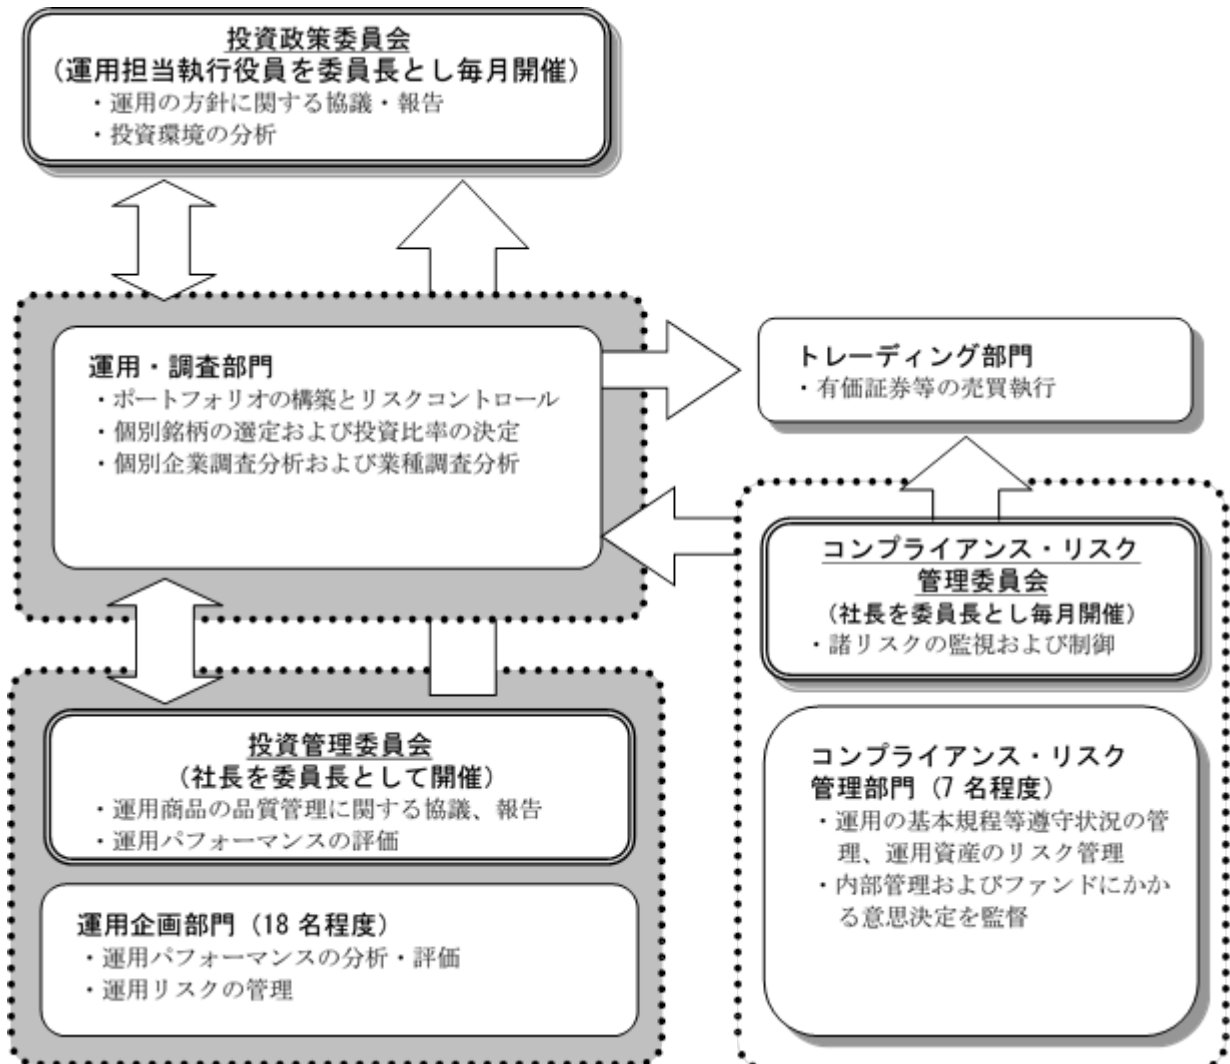 投資政策委員会
(運用担当執行役員を委員長とし毎月開催)
・運用の方針に関する協議・報告
・投資環境の分析
運用・調査部門
・ポートフォリオの構築とリスクコントロール
・個別銘柄の選定および投資比率の決定
・個別企業調査分析および業種調査分析
トレーディング部門
・有価証券等の売買執行
コンプライアンス・リスク
管理委員会
(社長を委員長とし毎月開催)
・諸リスクの監視および制御
投資管理委員会
(社長を委員長として開催)
・運用商品の品質管理に関する協議、報告
・運用パフォーマンスの評価
運用企画部門(18名程度)
・運用パフォーマンスの分析・評価
・運用リスクの管理
コンプライアンス・リスク
管理部門(7名程度)
・運用の基本規程等遵守状況の管
理、運用資産のリスク管理
・内部管理およびファンドにかか
る意思決定を監督